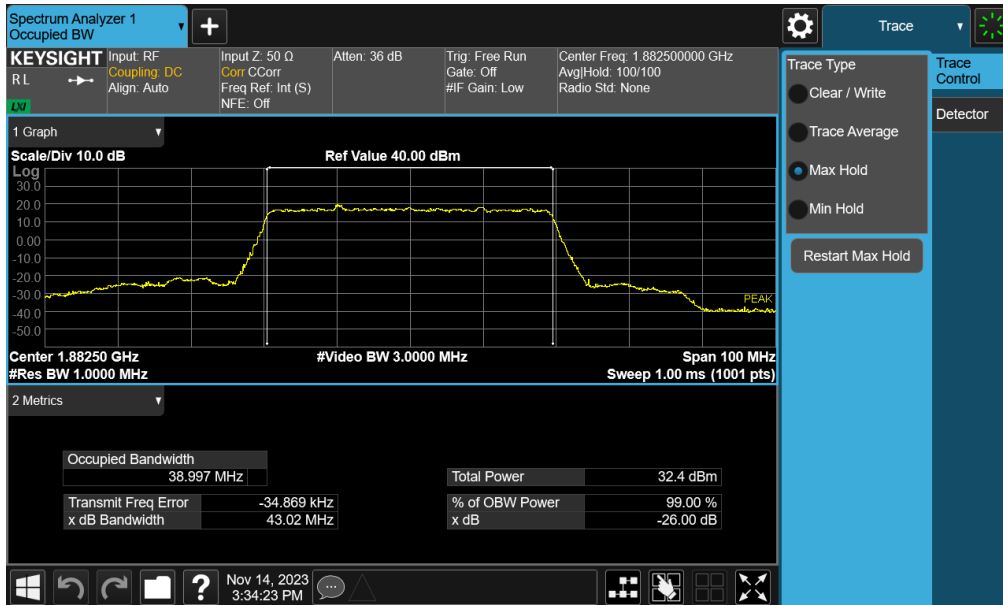 Spectrum Analyzer 1
Occupied BW
Trace
KEYSIGHT
R L
LXI
Input: RF
Coupling: DC
Align: Auto
Input Z: 50 Ω
Corr CCorr
Freq Ref: Int (S)
NFE: Off
Atten: 36 dB
Trig: Free Run
Gate: Off
#IF Gain: Low
Center Freq: 1.882500000 GHz
Avg|Hold: 100/100
Radio Std: None
Trace Type
Clear / Write
Trace Average
Max Hold
Min Hold
Restart Max Hold
Trace
Control
Detector
1 Graph
Scale/Div 10.0 dB
Ref Value 40.00 dBm
Log
30.0
20.0
10.0
0.00
-10.0
-20.0
-30.0
-40.0
-50.0
PEAK
Center 1.88250 GHz
#Video BW 3.0000 MHz
Span 100 MHz
#Res BW 1.0000 MHz
Sweep 1.00 ms (1001 pts)
2 Metrics
Occupied Bandwidth
38.997 MHz
Total Power 32.4 dBm
Transmit Freq Error -34.869 kHz
% of OBW Power 99.00 %
x dB Bandwidth 43.02 MHz
x dB -26.00 dB
?
Nov 14, 2023
3:34:23 PM